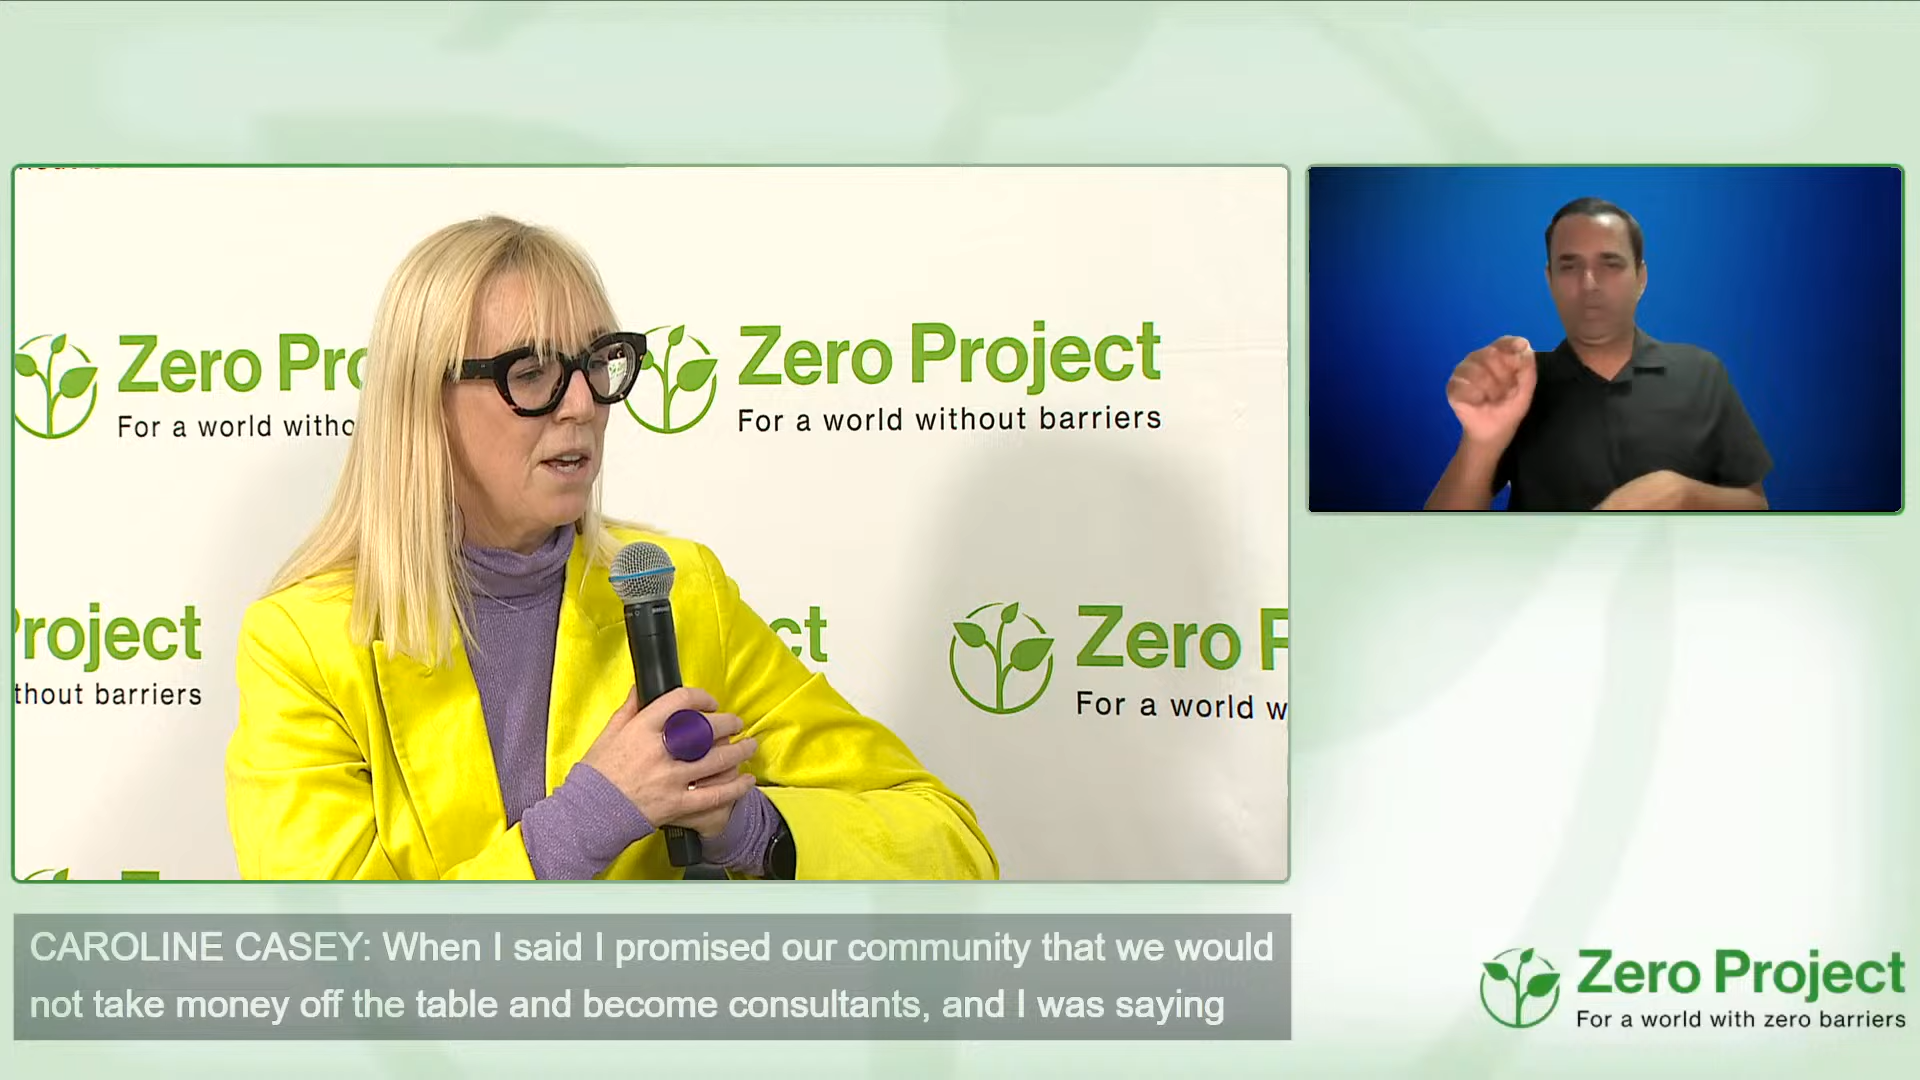 Zero Pro
For a world witho
Zero Project
For a world without barriers
Project
thout barriers
ct
Zero P
For a world w
CAROLINE CASEY: When I said I promised our community that we would
not take money off the table and become consultants, and I was saying
Zero Project
For a world with zero barriers